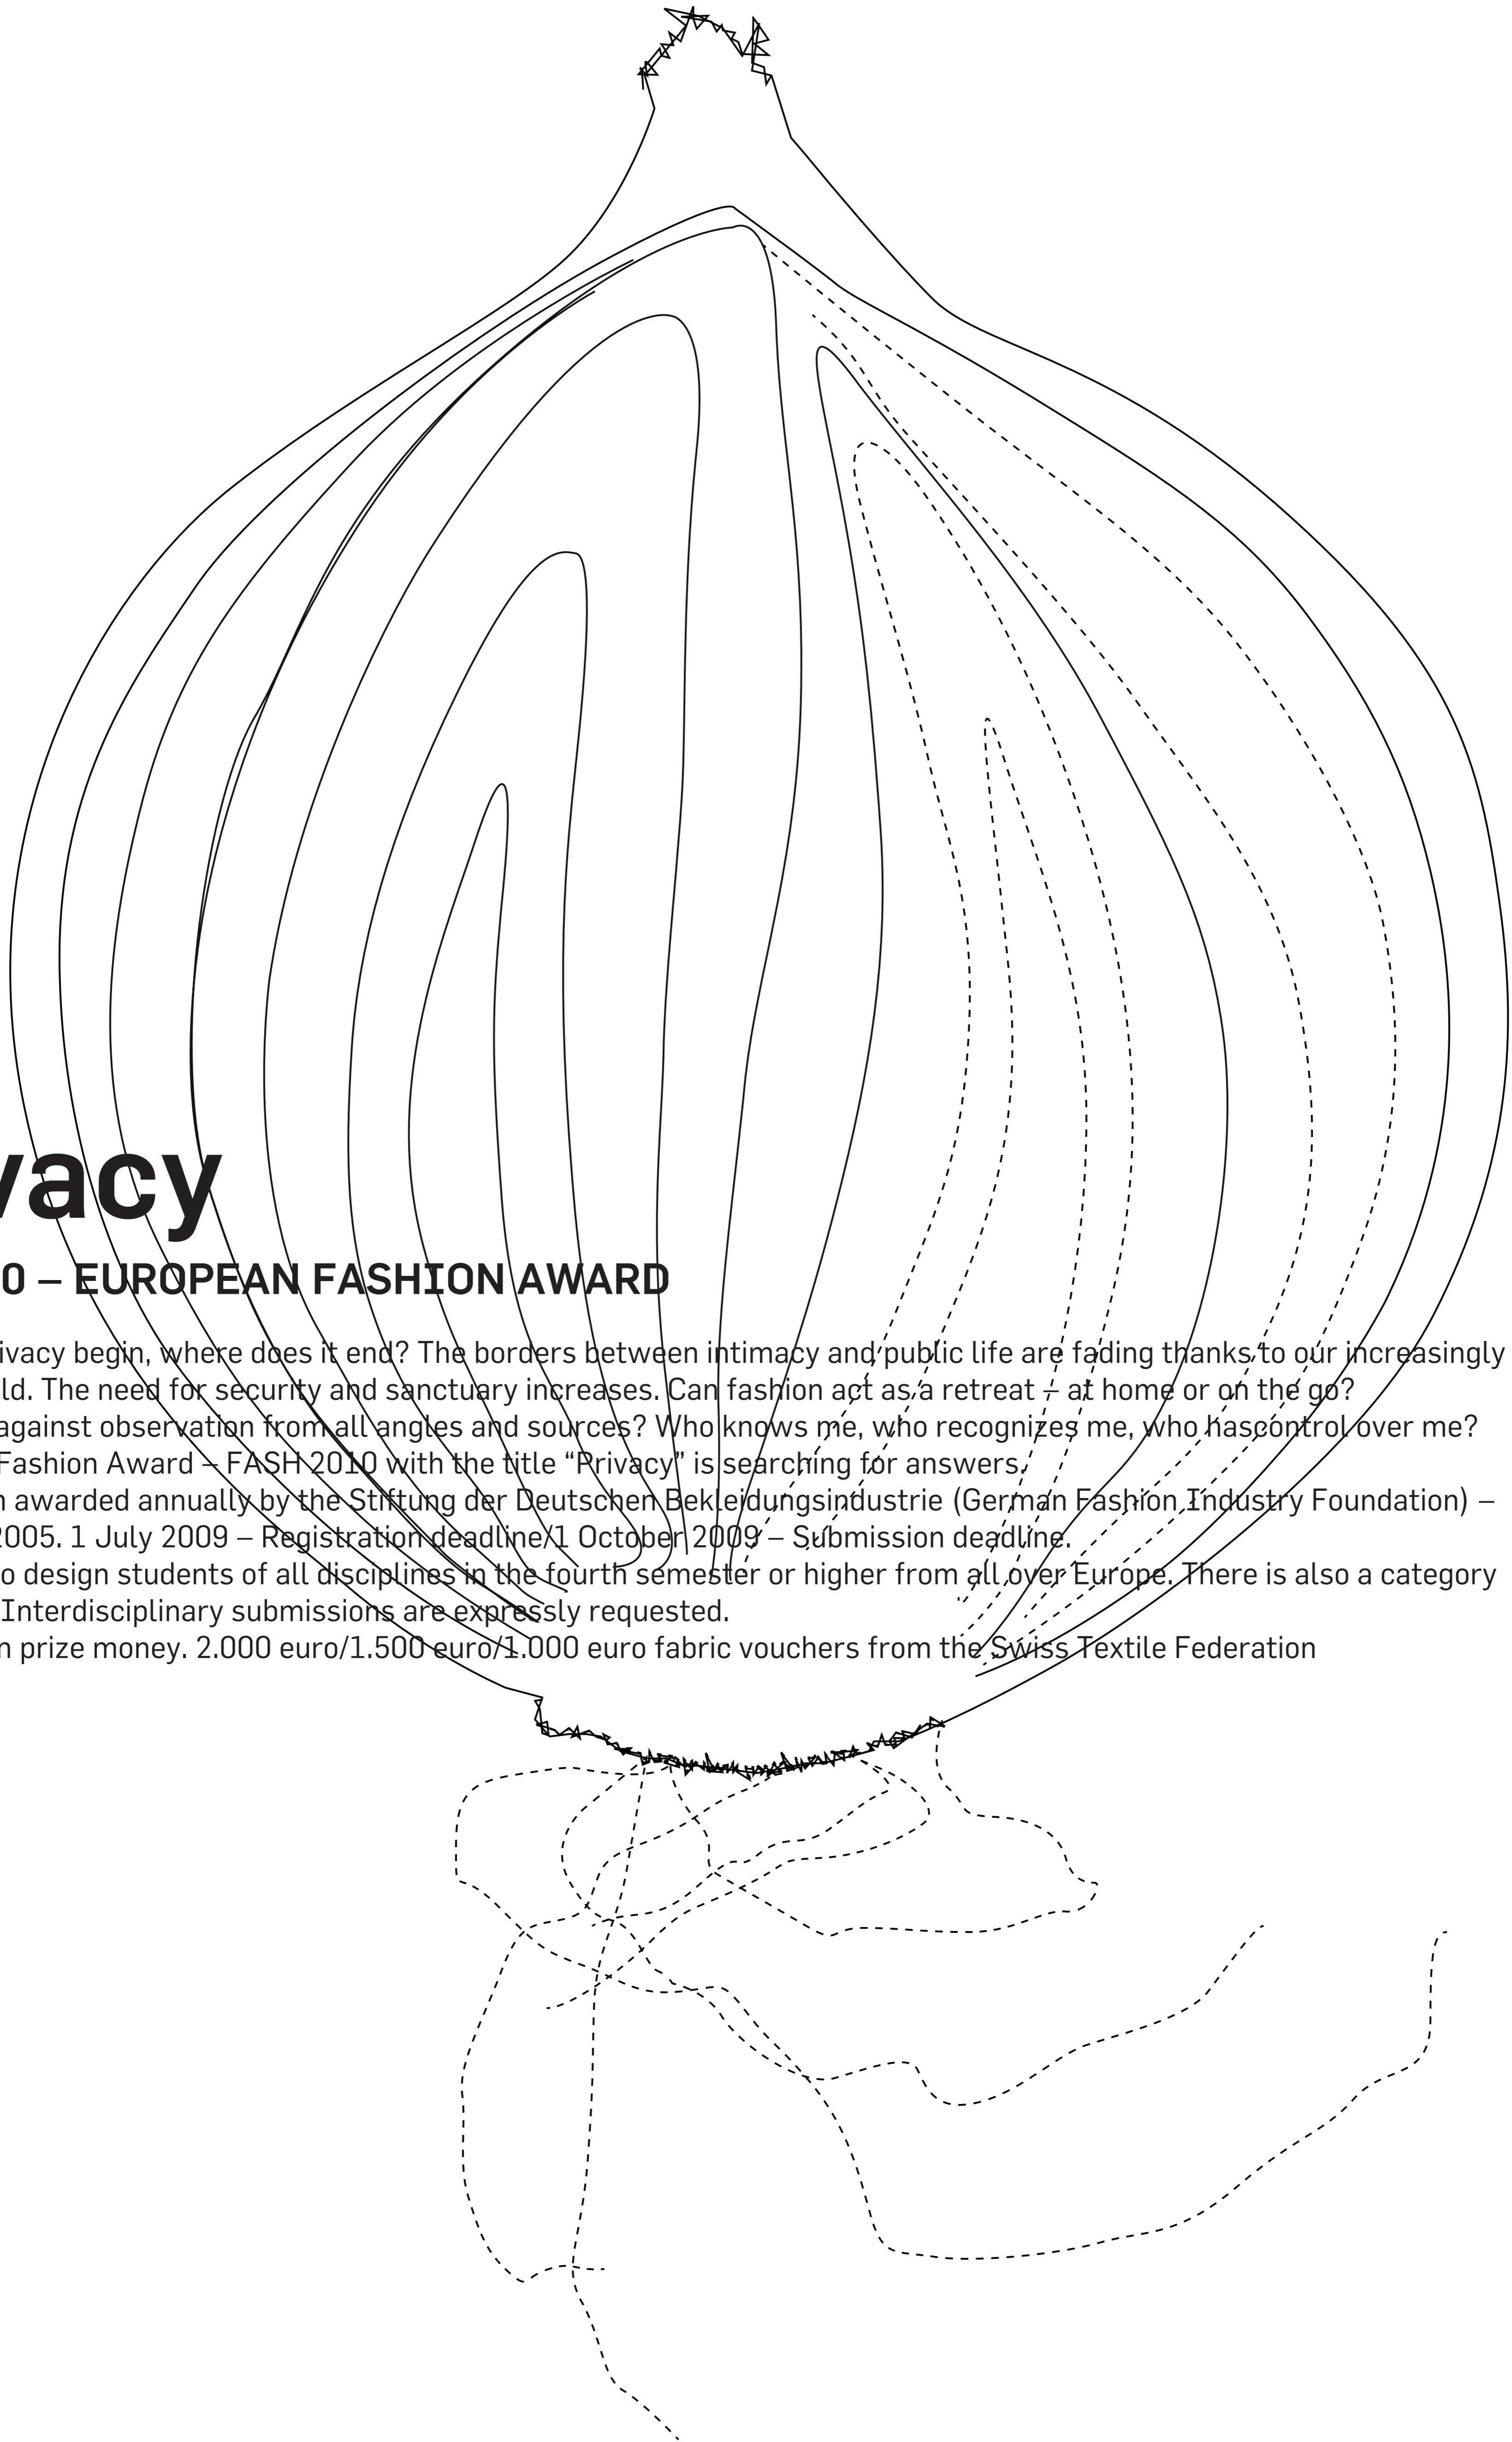 vacy
0 – EUROPEAN FASHION AWARD
ivacy begin, where does it end? The borders between intimacy and public life are fading thanks to our increasingly
ld. The need for security and sanctuary increases. Can fashion act as a retreat – at home or on the go?
against observation from all angles and sources? Who knows me, who recognizes me, who hascontrol over me?
Fashion Award – FASH 2010 with the title “Privacy” is searching for answers.
n awarded annually by the Stiftung der Deutschen Bekleidungsindustrie (German Fashion Industry Foundation) –
2005. 1 July 2009 – Registration deadline/1 October 2009 – Submission deadline.
o design students of all disciplines in the fourth semester or higher from all over Europe. There is also a category
Interdisciplinary submissions are expressly requested.
n prize money. 2.000 euro/1.500 euro/1.000 euro fabric vouchers from the Swiss Textile Federation